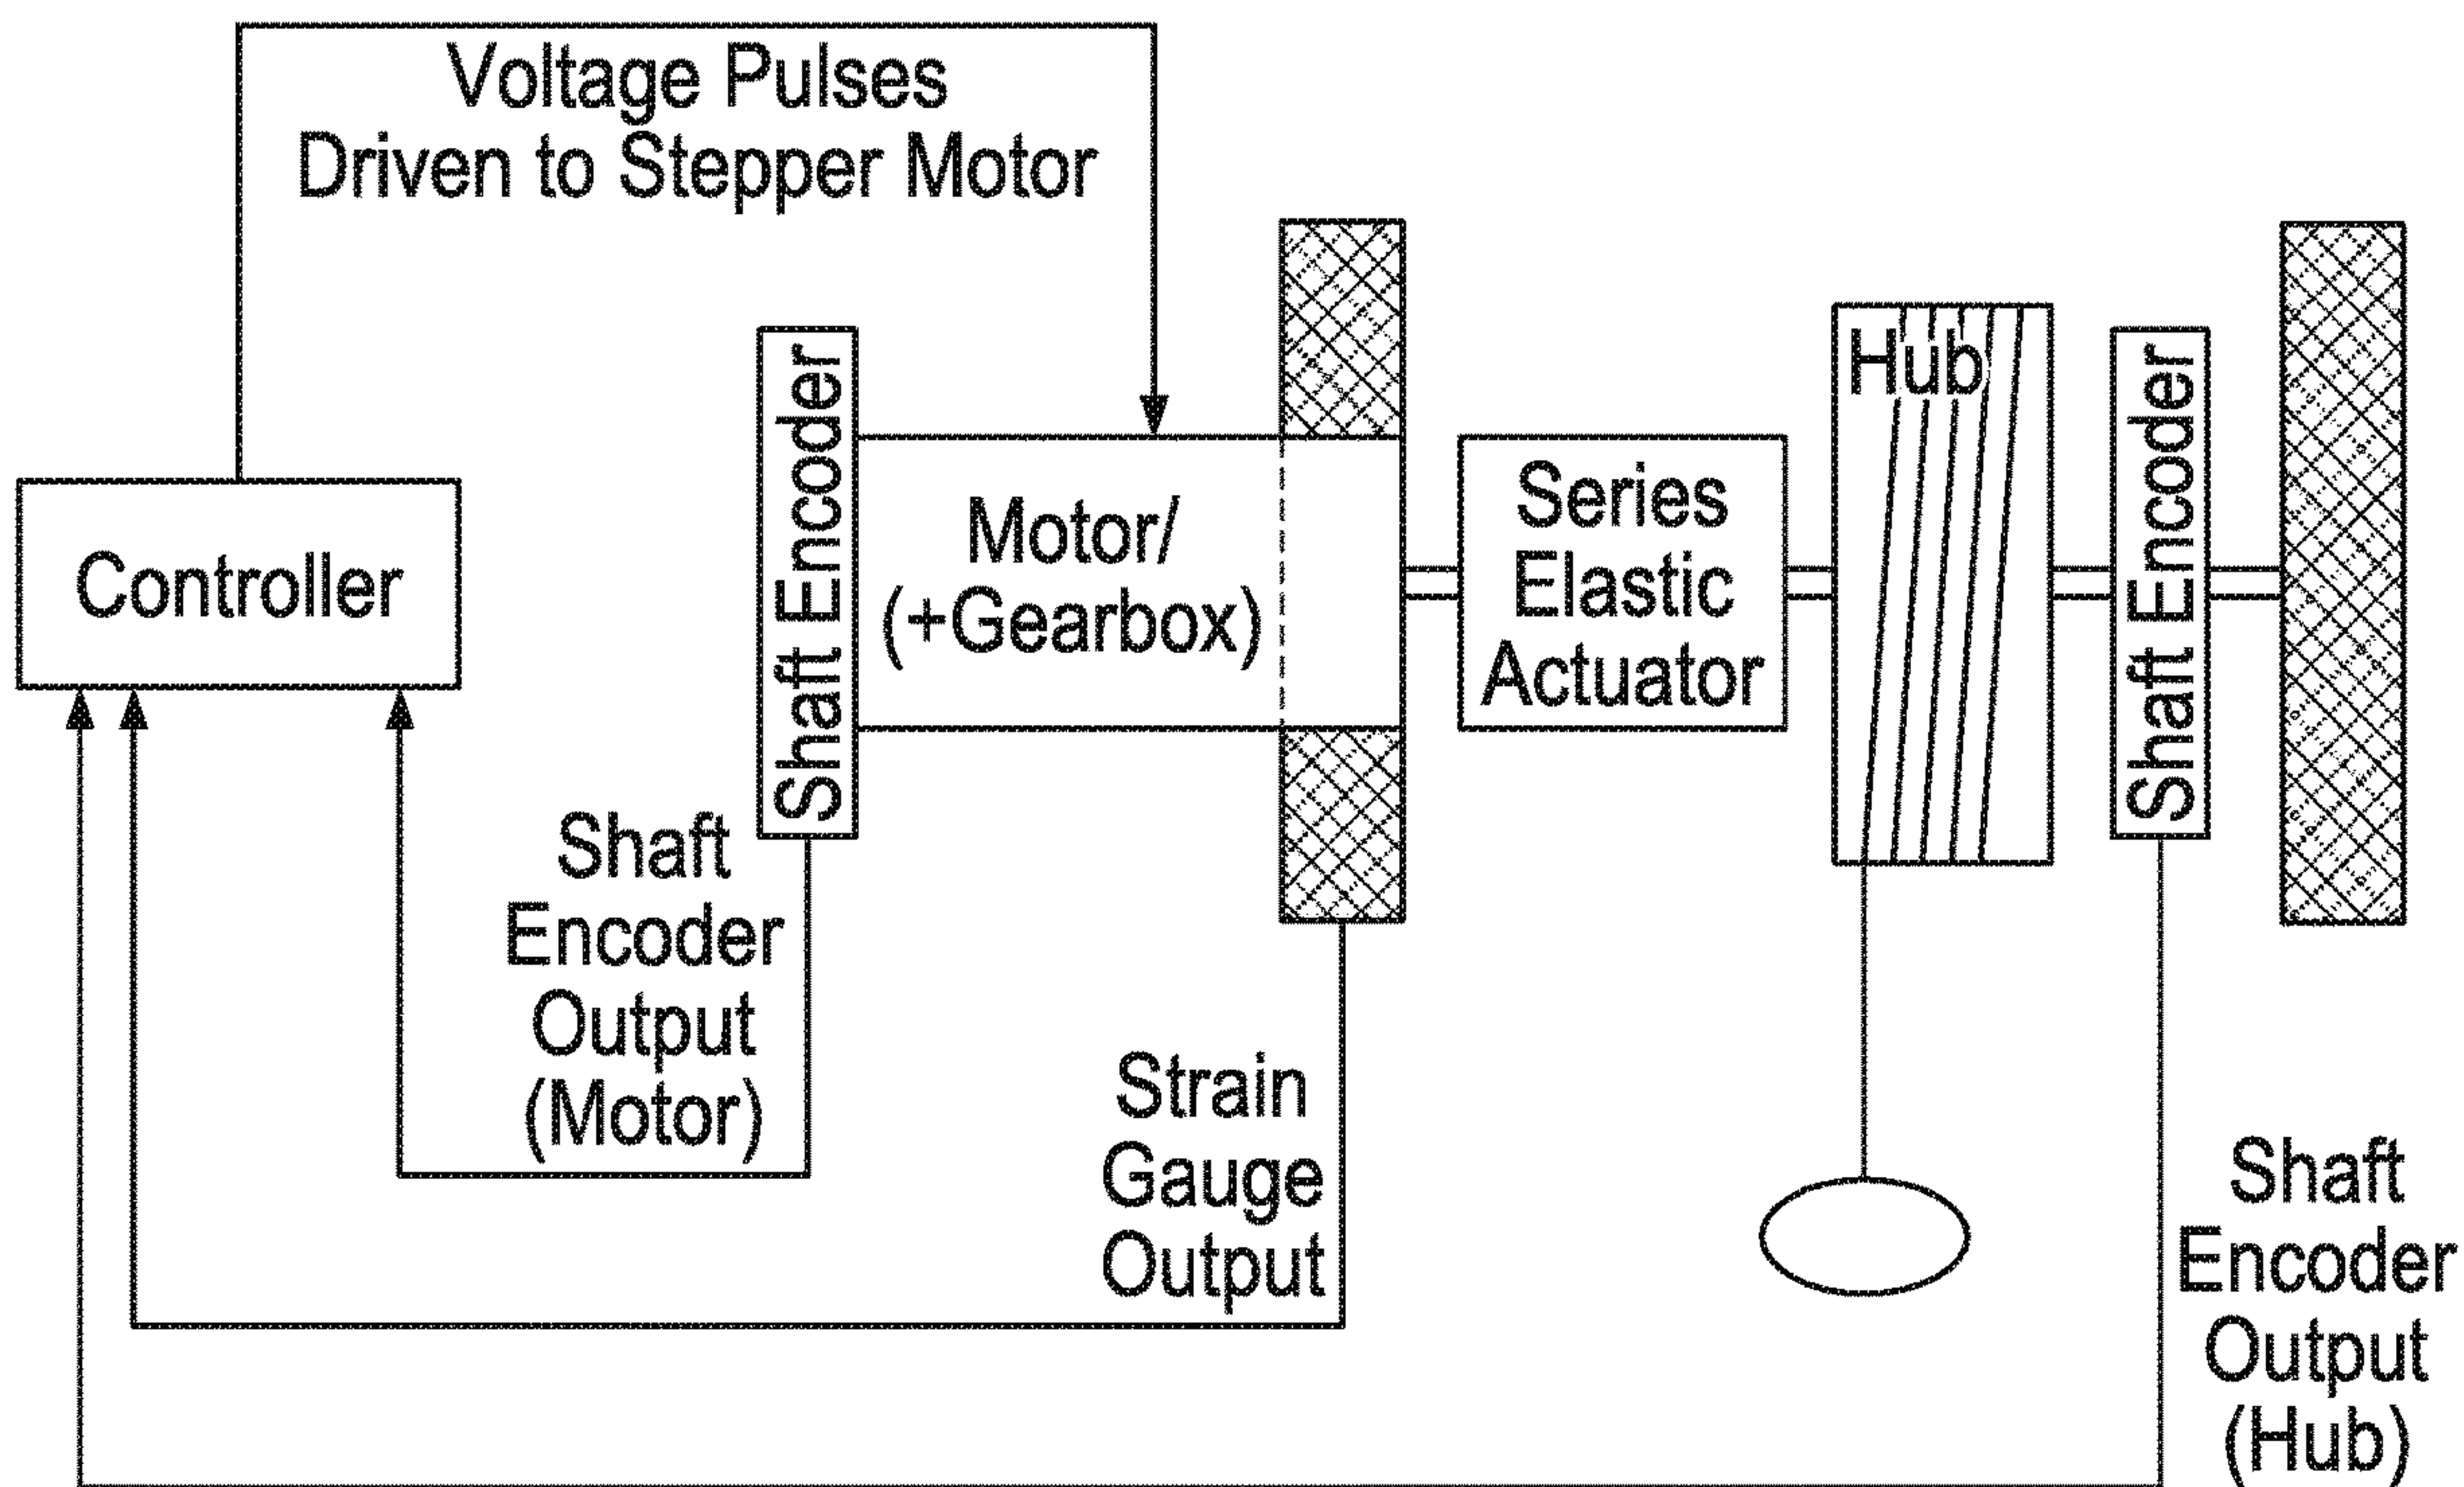 Voltage Pulses
Driven to Stepper Motor
Controller
Shaft Encoder
Motor/
(+Gearbox)
Series
Elastic
Actuator
Hub
Shaft Encoder
Shaft
Encoder
Output
(Motor)
Strain
Gauge
Output
Shaft
Encoder
Output
(Hub)